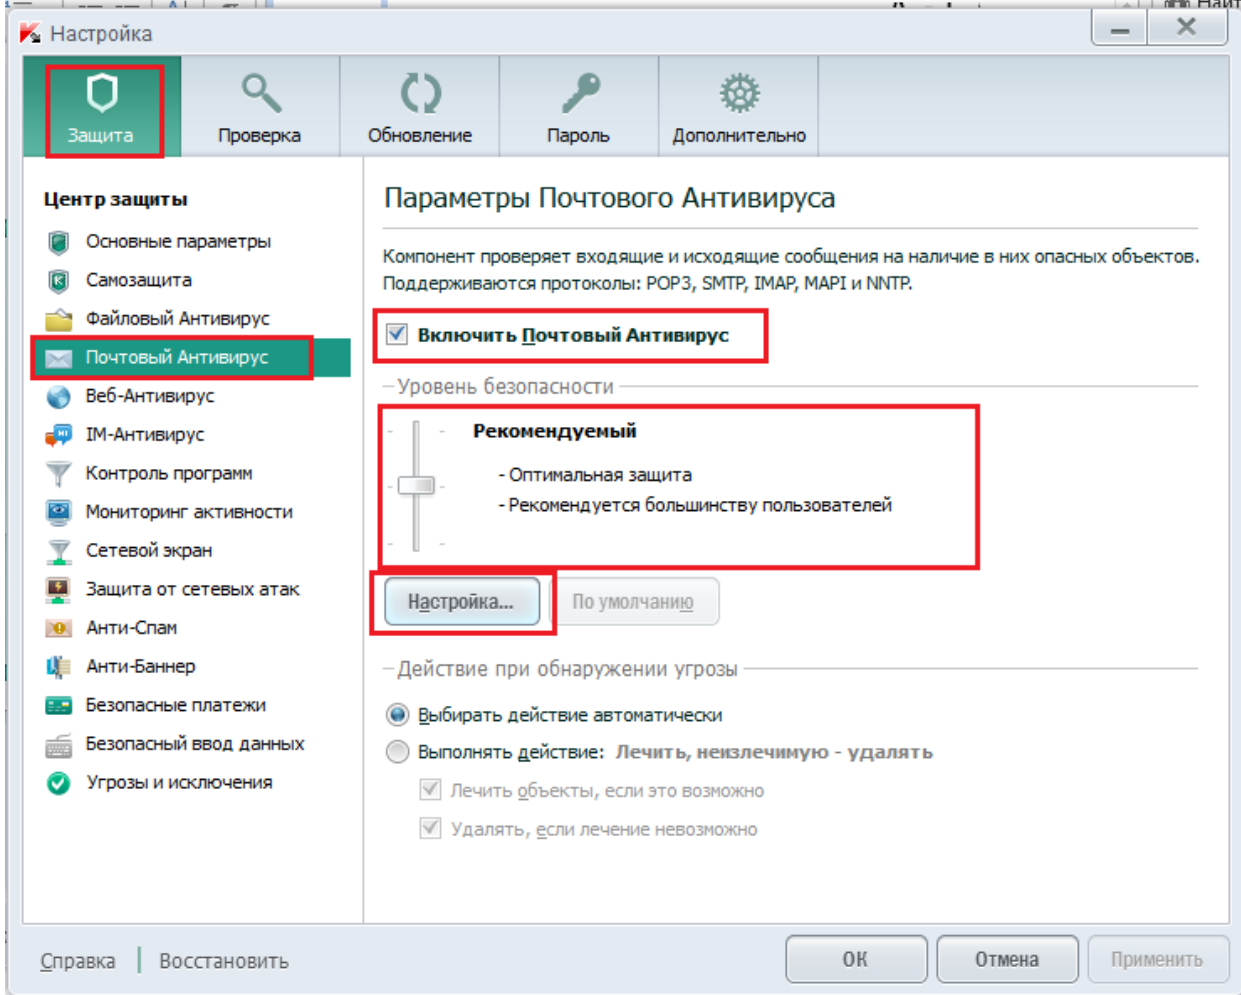 Найт
Настройка
Защита
Проверка
Обновление
Пароль
Дополнительно
Центр защиты
Основные параметры
Самозащита
Файловый Антивирус
Почтовый Антивирус
Веб-Антивирус
IM-Антивирус
Контроль программ
Мониторинг активности
Сетевой экран
Защита от сетевых атак
Анти-Спам
Анти-Баннер
Безопасные платежи
Безопасный ввод данных
Угрозы и исключения
Параметры Почтового Антивируса
Компонент проверяет входящие и исходящие сообщения на наличие в них опасных объектов.
Поддерживаются протоколы: POP3, SMTP, IMAP, MAPI и NNTP.
Включить Почтовый Антивирус
Уровень безопасности
Рекомендуемый
- Оптимальная защита
- Рекомендуется большинству пользователей
Настройка...
По умолчанию
Действие при обнаружении угрозы
Выбирать действие автоматически
Выполнять действие: Лечить, неизлечимую - удалять
Лечить объекты, если это возможно
Удалять, если лечение невозможно
Справка
Восстановить
ОК
Отмена
Применить